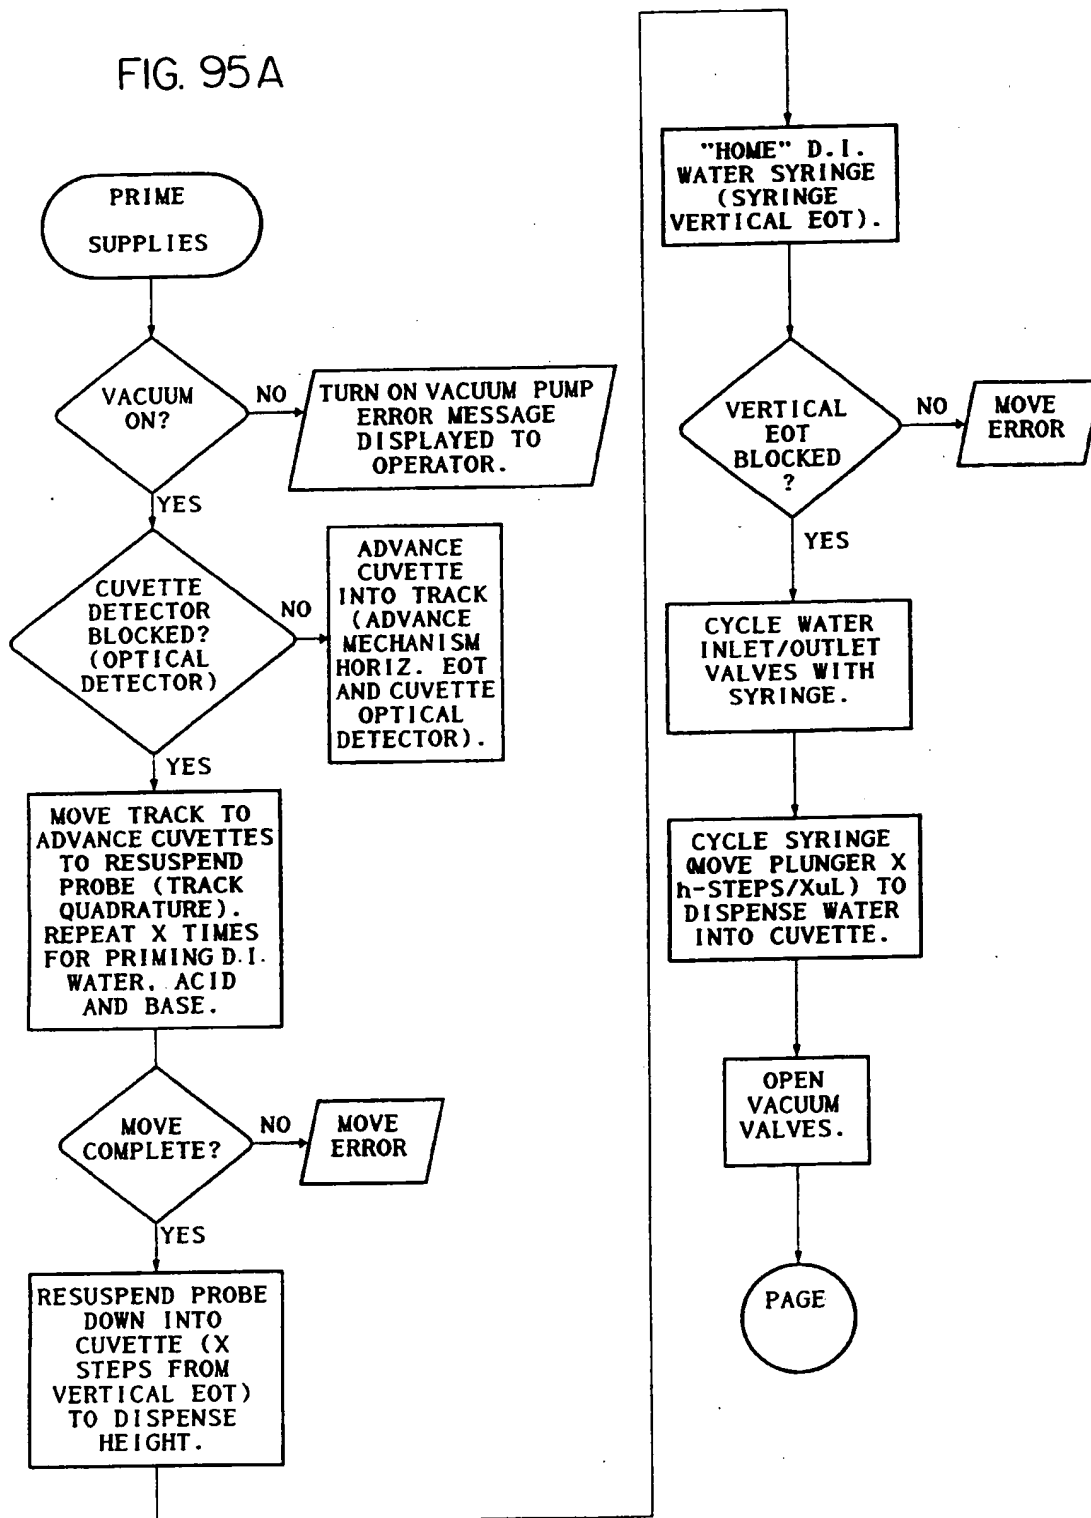 FIG. 95A
PRIME
SUPPLIES
VACUUM
ON?
NO
TURN ON VACUUM PUMP
ERROR MESSAGE
DISPLAYED TO
OPERATOR.
YES
CUVETTE
DETECTOR
BLOCKED?
(OPTICAL
DETECTOR)
NO
ADVANCE
CUVETTE
INTO TRACK
(ADVANCE
MECHANISM
HORIZ. EOT
AND CUVETTE
OPTICAL
DETECTOR).
YES
MOVE TRACK TO
ADVANCE CUVETTES
TO RESUSPEND
PROBE (TRACK
QUADRATURE).
REPEAT X TIMES
FOR PRIMING D.I.
WATER, ACID
AND BASE.
MOVE
COMPLETE?
NO
MOVE
ERROR
YES
RESUSPEND PROBE
DOWN INTO
CUVETTE (X
STEPS FROM
VERTICAL EOT)
TO DISPENSE
HEIGHT.
"HOME" D.I.
WATER SYRINGE
(SYRINGE
VERTICAL EOT).
VERTICAL
EOT
BLOCKED
?
NO
MOVE
ERROR
YES
CYCLE WATER
INLET/OUTLET
VALVES WITH
SYRINGE.
CYCLE SYRINGE
(MOVE PLUNGER X
h-STEPS/XuL) TO
DISPENSE WATER
INTO CUVETTE.
OPEN
VACUUM
VALVES.
PAGE